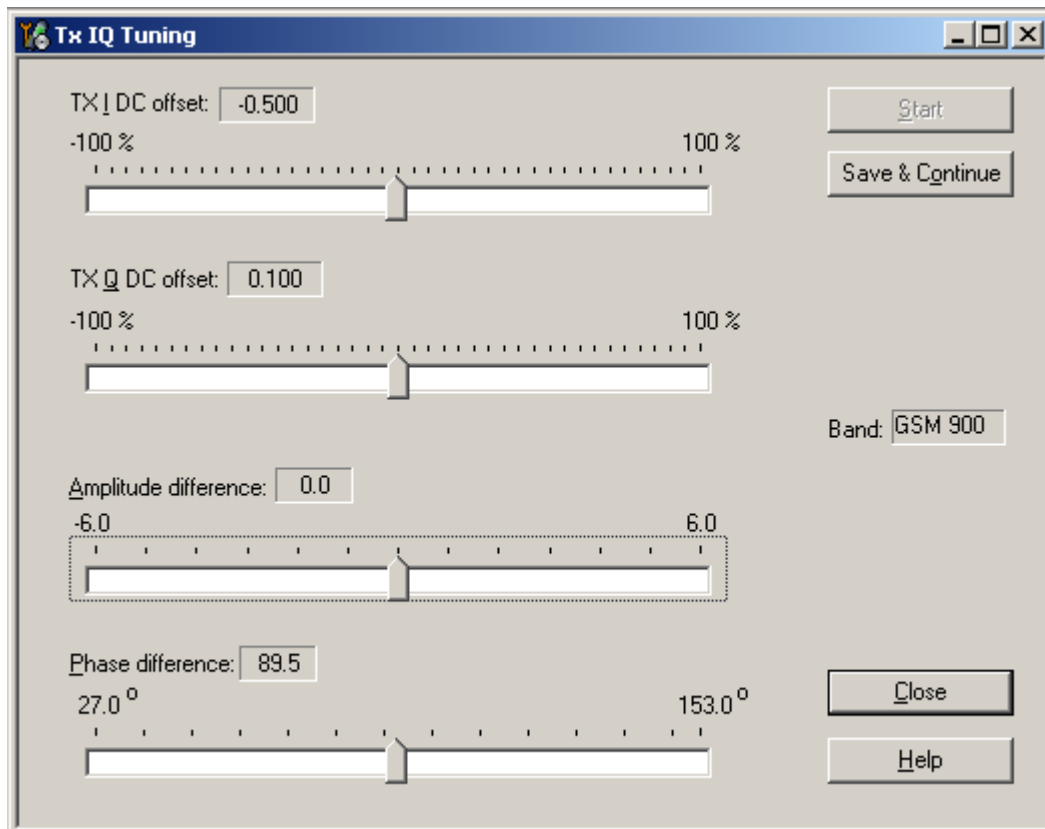 Tx IQ Tuning
TX I DC offset: -0.500
-100 % 100 %
Start
Save & Continue
TX Q DC offset: 0.100
-100 % 100 %
Band: GSM 900
Amplitude difference: 0.0
-6.0 6.0
Phase difference: 89.5
27.0 o 153.0 o
Close
Help